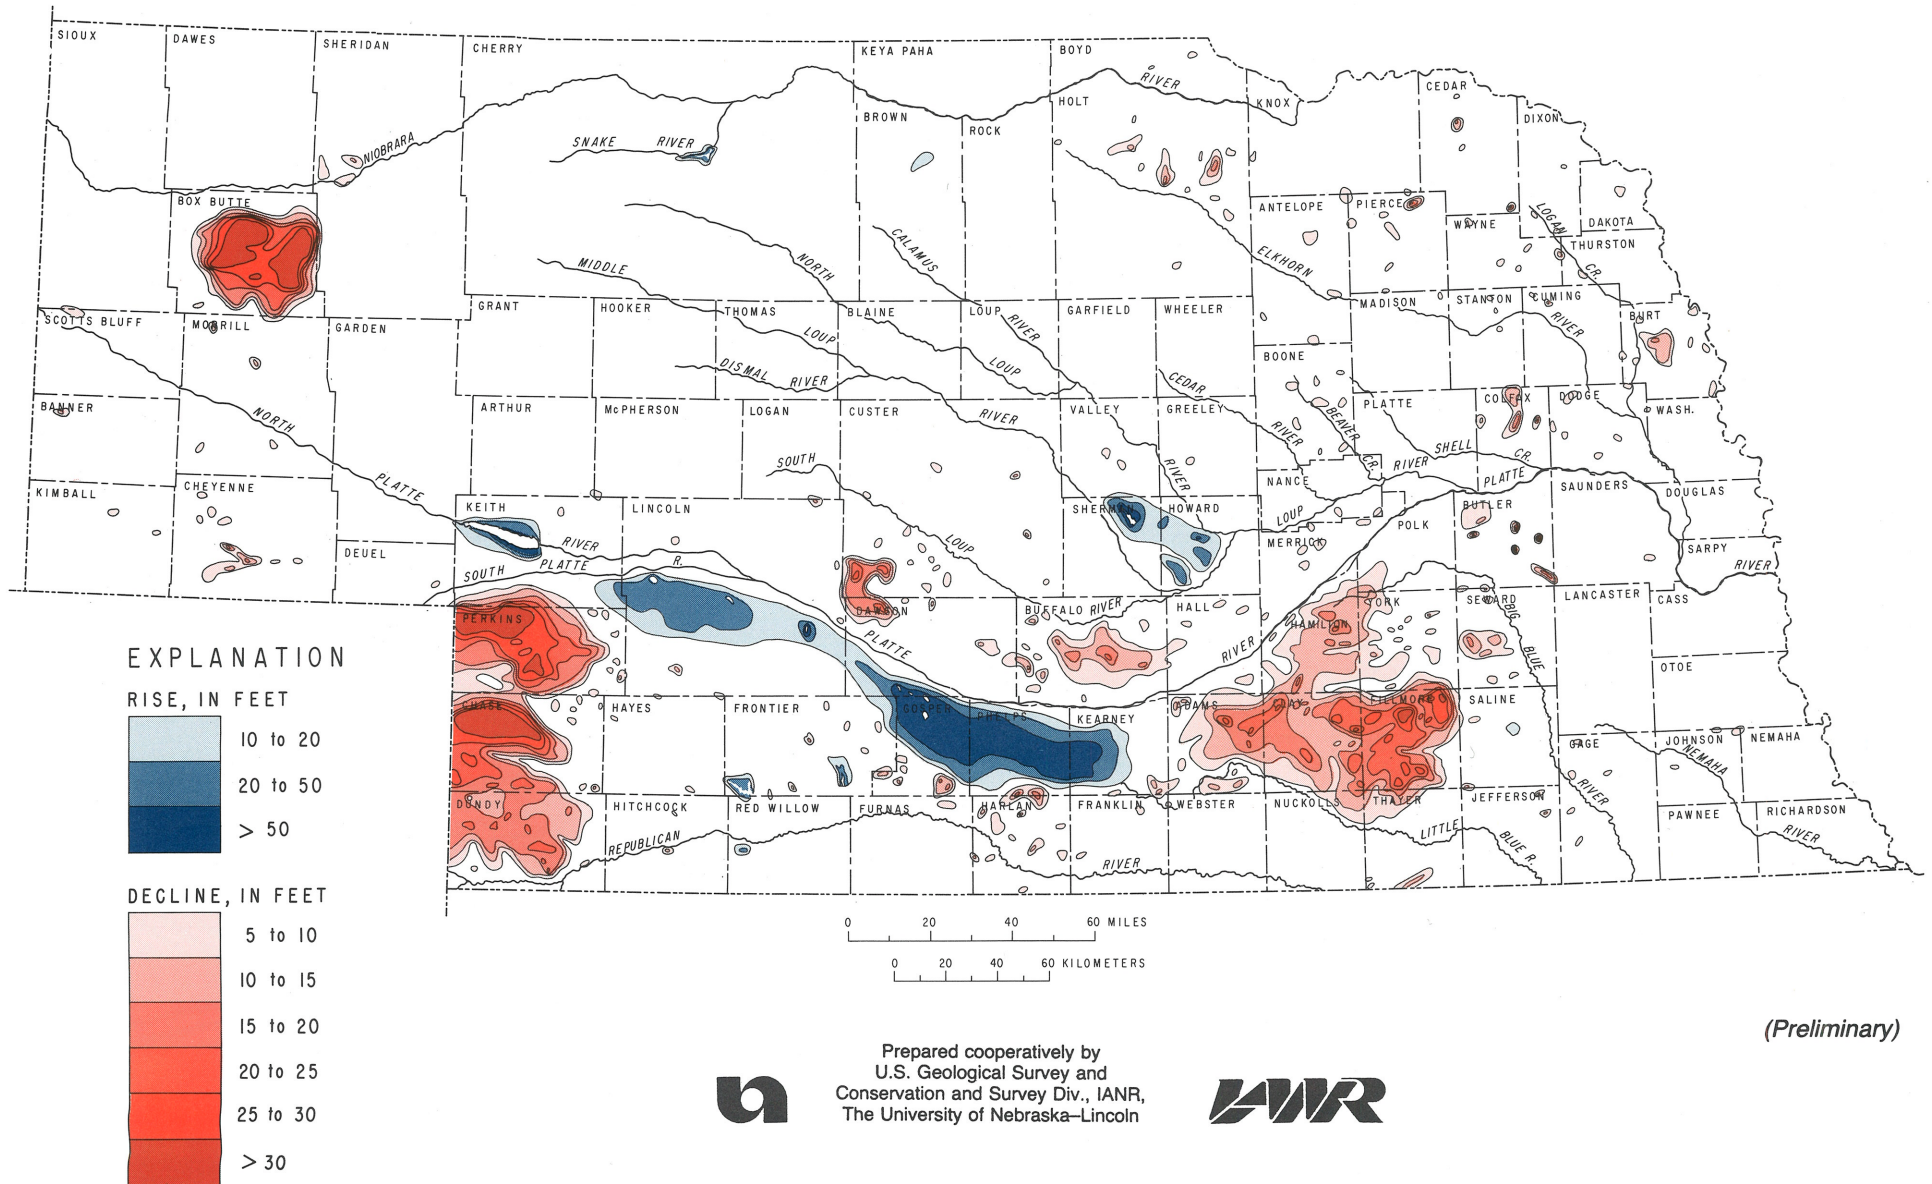 SIOUX
DAWES
SHERIDAN
CHERRY
KEYA PAHA
BOYD
RIVER
CEDAR
HOLT
KNOX
BROWN
ROCK
DIXON
SNAKE RIVER
NIOBRARA
BOX BUTTE
ANTELOPE
PIERCE
WAYNE
LOGAN
CR.
DAKOTA
THURSTON
CALAMUS
RIVER
ELKHORN
RIVER
MIDDLE
LOUP
RIVER
NORTH
LOUP
RIVER
SCOTTS BLUFF
MORRILL
GARDEN
GRANT
HOOKER
THOMAS
BLAINE
LOUP
GARFIELD
WHEELER
MADISON
STANTON
CUMING
BURT
DISMAL RIVER
BOONE
BANNER
NORTH
PLATTE
RIVER
ARTHUR
McPHERSON
LOGAN
CUSTER
VALLEY
GREELEY
CEDAR
RIVER
BEAVER
CR.
PLATTE
COLFAX
DODGE
WASH.
SHELL
CR.
SOUTH
LOUP
RIVER
KIMBALL
CHEYENNE
NANCE
LOUP
RIVER
PLATTE
RIVER
SAUNDERS
DOUGLAS
KEITH
LINCOLN
SHERMAN
HOWARD
MERRICK
POLK
BUTLER
SARPY
DEUEL
SOUTH
PLATTE
R.
PLATTE
RIVER
PERKINS
DAWSON
BUFFALO
HALL
HAMILTON
YORK
SEWARD
LANCASTER
CASS
BIG
BLUE
RIVER
OTOE
CHASE
HAYES
FRONTIER
GOSPER
PHELPS
KEARNEY
ADAMS
CLAY
FILLMORE
SALINE
GAGE
JOHNSON
NEMAHA
NEMAHA
RIVER
DUNDY
HITCHCOCK
RED WILLOW
FURNAS
HARLAN
FRANKLIN
WEBSTER
NUCKOLLS
THAYER
JEFFERSON
PAWNEE
RICHARDSON
REPUBLICAN
RIVER
LITTLE
BLUE R.
EXPLANATION
RISE, IN FEET
10 to 20
20 to 50
> 50
DECLINE, IN FEET
5 to 10
10 to 15
15 to 20
20 to 25
25 to 30
> 30
0 20 40 60 MILES
0 20 40 60 KILOMETERS
(Preliminary)
Prepared cooperatively by
U.S. Geological Survey and
Conservation and Survey Div., IANR,
The University of Nebraska–Lincoln
IANR